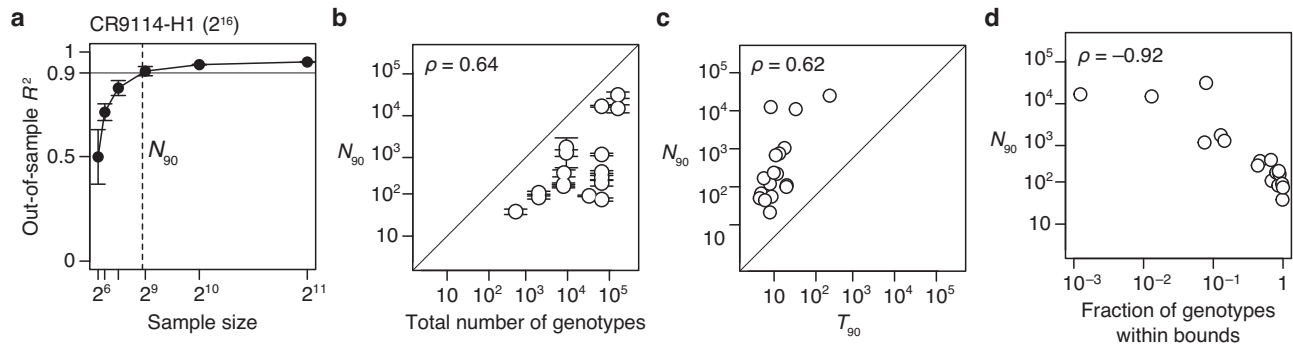 a
CR9114-H1 (2¹⁶)
Out-of-sample R²
1
0.9
0.5
0
N₉₀
2⁶
2⁹
2¹⁰
2¹¹
Sample size
b
ρ = 0.64
N₉₀
10⁵
10⁴
10³
10²
10
10
10²
10³
10⁴
10⁵
Total number of genotypes
c
ρ = 0.62
N₉₀
10⁵
10⁴
10³
10²
10
10
10²
10³
10⁴
10⁵
T₉₀
d
ρ = −0.92
N₉₀
10⁵
10⁴
10³
10²
10
10⁻³
10⁻²
10⁻¹
1
Fraction of genotypes
within bounds